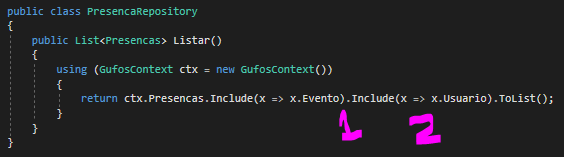 public class PresencaRepository
{
public List<Presencas> Listar()
{
using (GufosContext ctx = new GufosContext())
{
return ctx.Presencas.Include(x => x.Evento).Include(x => x.Usuario).ToList();
}
}
}
1 2